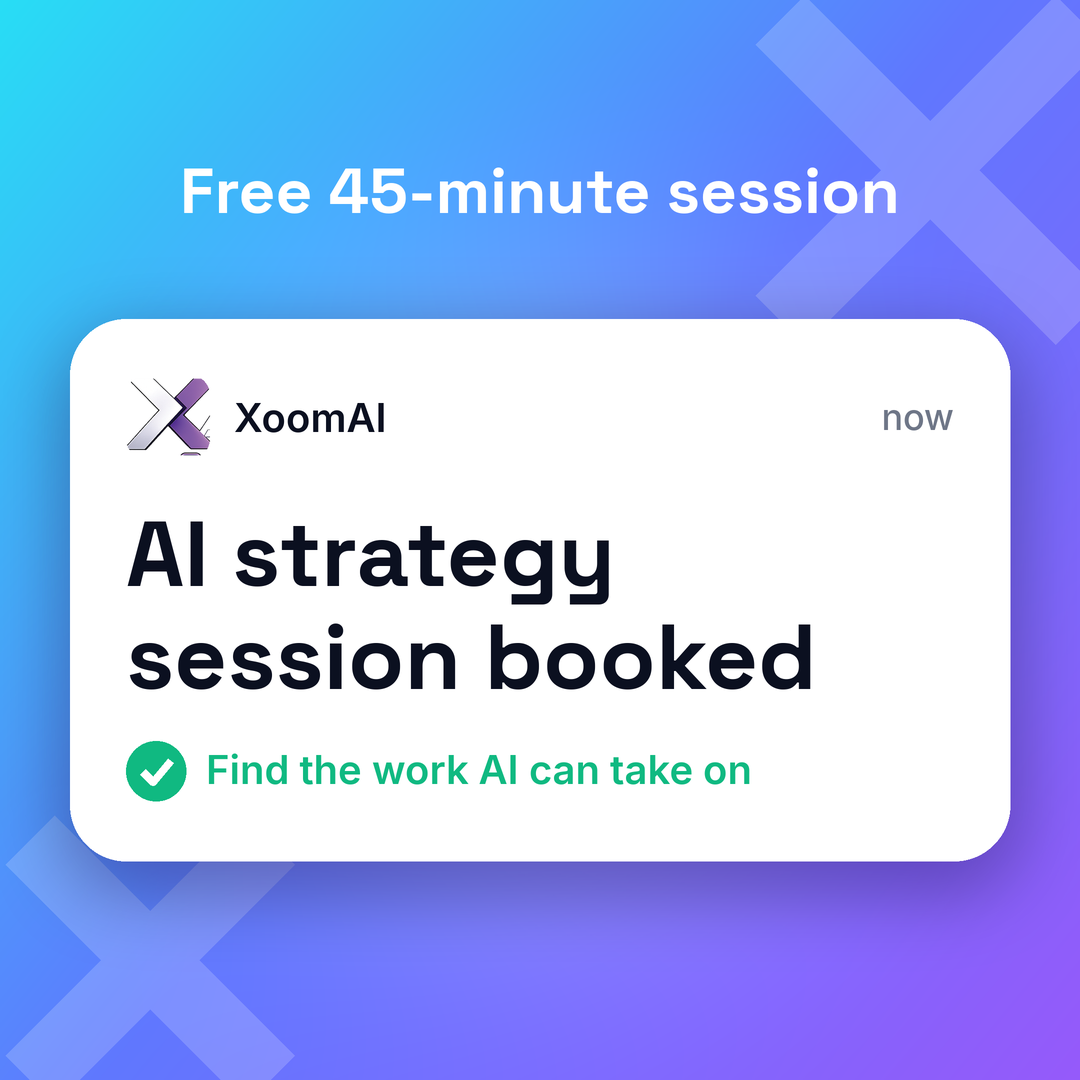 Free 45-minute session
XoomAI
now
AI strategy
session booked
Find the work AI can take on